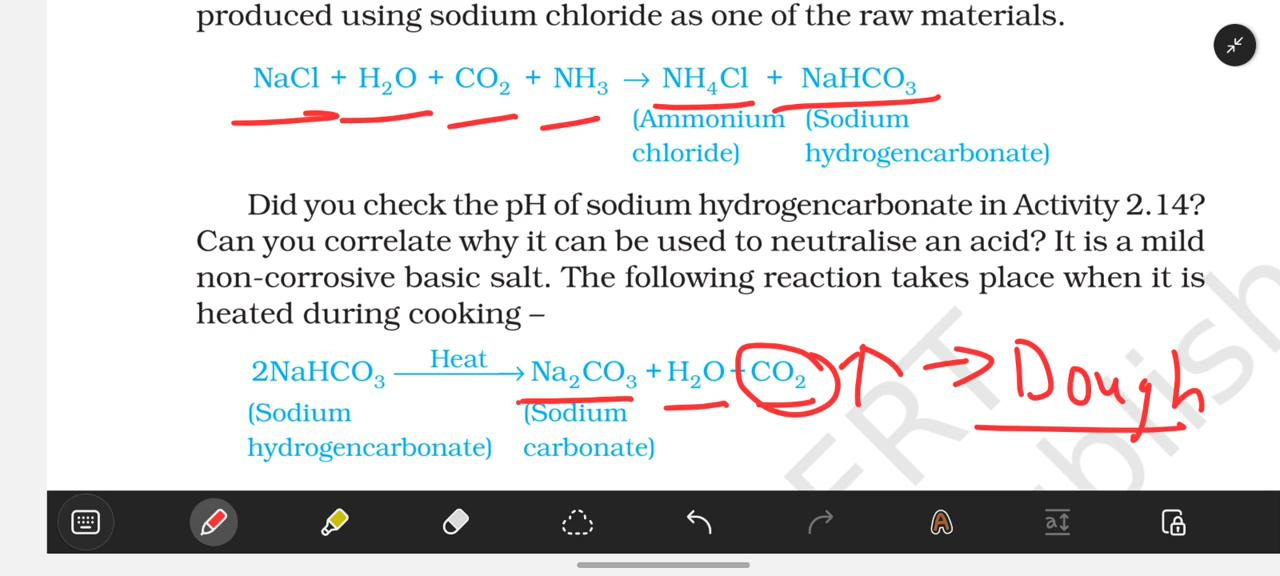 produced using sodium chloride as one of the raw materials.
NaCl + H₂O + CO₂ + NH₃ → NH₄Cl + NaHCO₃
(Ammonium (Sodium
chloride) hydrogencarbonate)
Did you check the pH of sodium hydrogencarbonate in Activity 2.14?
Can you correlate why it can be used to neutralise an acid? It is a mild
non-corrosive basic salt. The following reaction takes place when it is
heated during cooking –
Heat
2NaHCO₃ → Na₂CO₃ + H₂O + CO₂ ↑ → Dough
(Sodium (Sodium
hydrogencarbonate) carbonate)
A
a